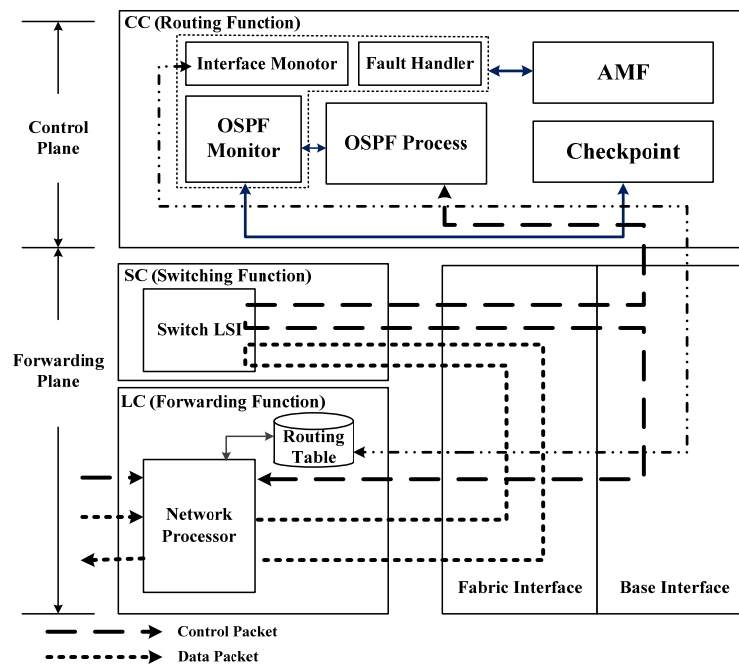 CC (Routing Function)
Interface Monotor
Fault Handler
AMF
OSPF
Monitor
OSPF Process
Checkpoint
Control
Plane
SC (Switching Function)
Switch LSI
Forwarding
Plane
LC (Forwarding Function)
Routing
Table
Network
Processor
Fabric Interface
Base Interface
Control Packet
Data Packet